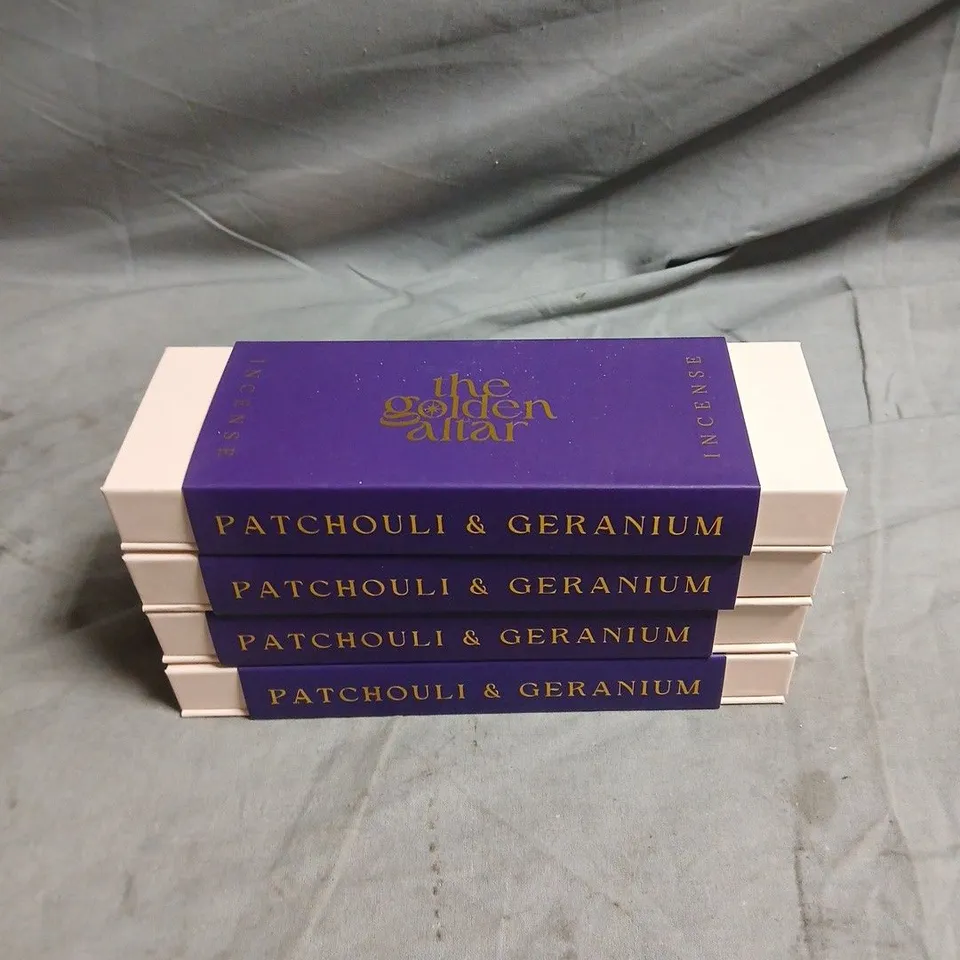 INCENSE
the
golden
altar
INCENSE
PATCHOULI & GERANIUM
PATCHOULI & GERANIUM
PATCHOULI & GERANIUM
PATCHOULI & GERANIUM